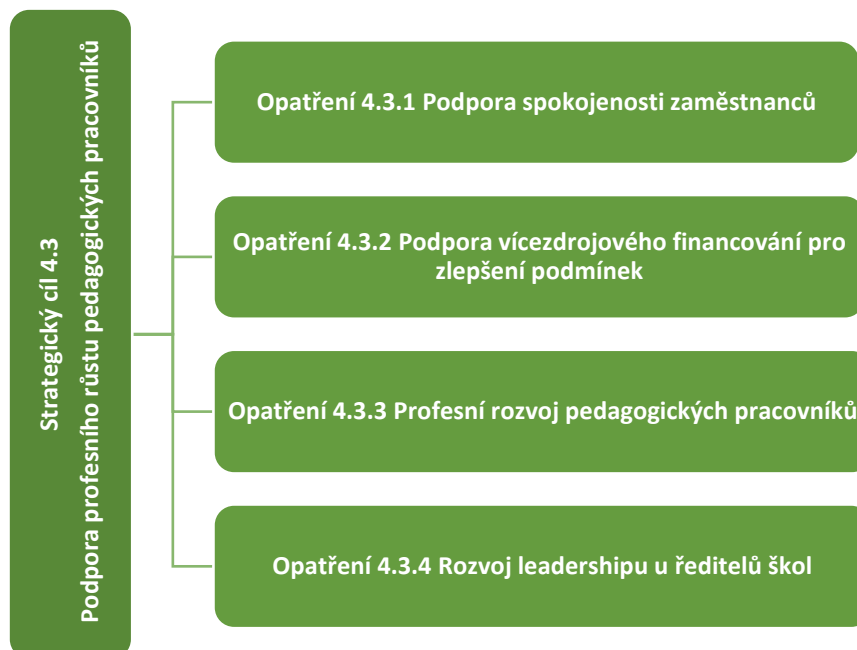 Strategický cíl 4.3
Podpora profesního růstu pedagogických pracovníků
Opatření 4.3.1 Podpora spokojenosti zaměstnanců
Opatření 4.3.2 Podpora vícezdrojového financování pro
zlepšení podmínek
Opatření 4.3.3 Profesní rozvoj pedagogických pracovníků
Opatření 4.3.4 Rozvoj leadershipu u ředitelů škol